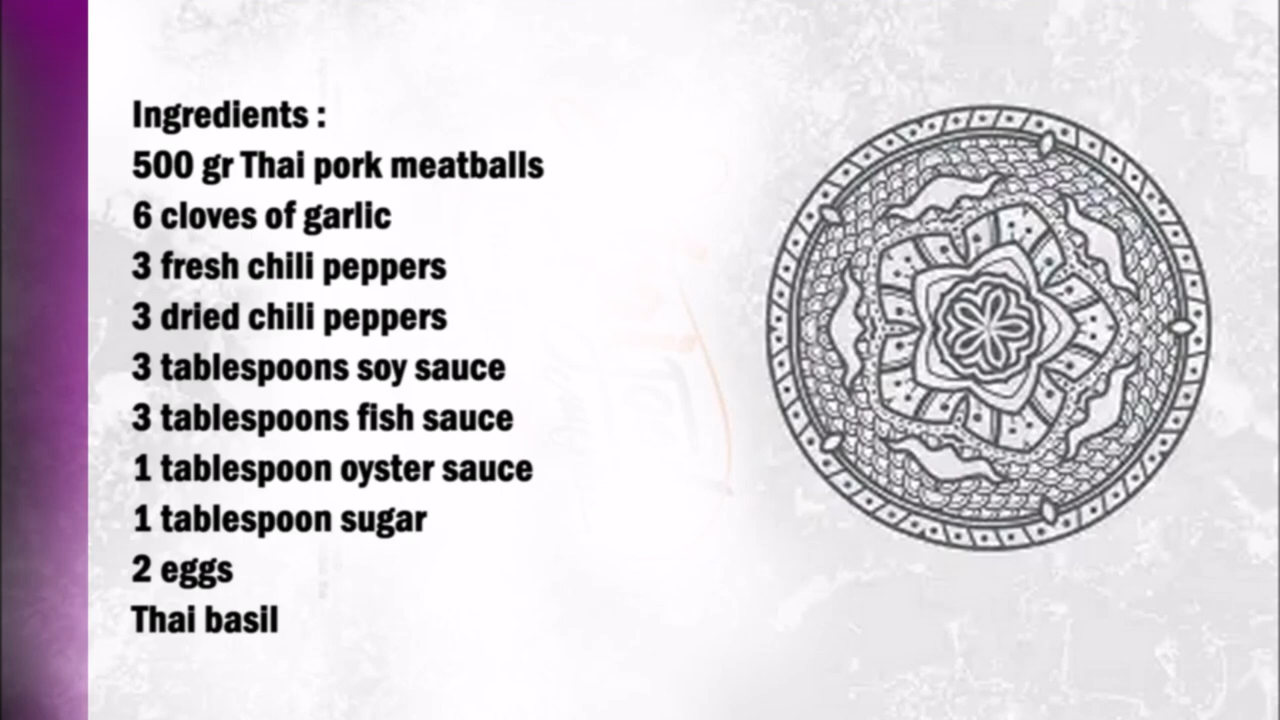 Ingredients :
500 gr Thai pork meatballs
6 cloves of garlic
3 fresh chili peppers
3 dried chili peppers
3 tablespoons soy sauce
3 tablespoons fish sauce
1 tablespoon oyster sauce
1 tablespoon sugar
2 eggs
Thai basil